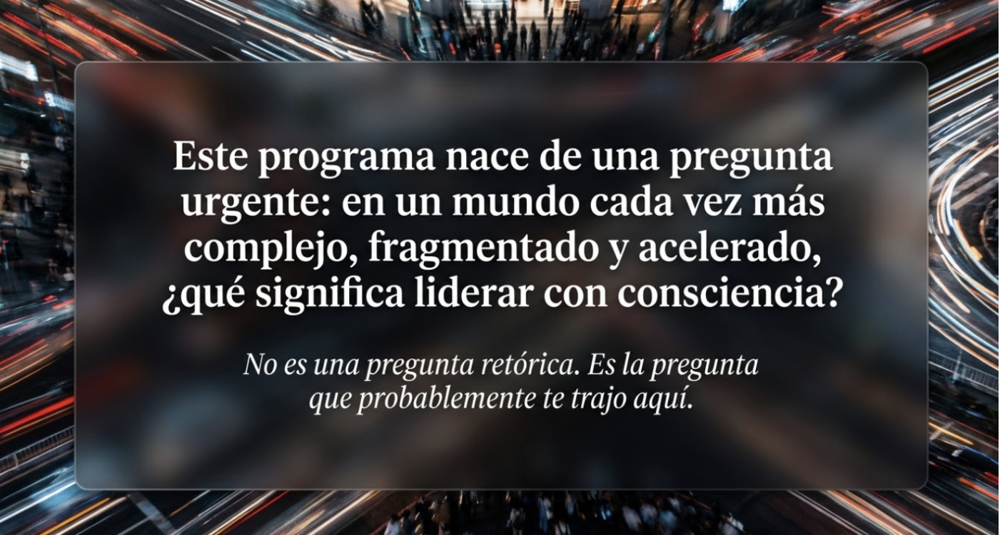 Este programa nace de una pregunta
urgente: en un mundo cada vez más
complejo, fragmentado y acelerado,
¿qué significa liderar con consciencia?
No es una pregunta retórica. Es la pregunta
que probablemente te trajo aquí.